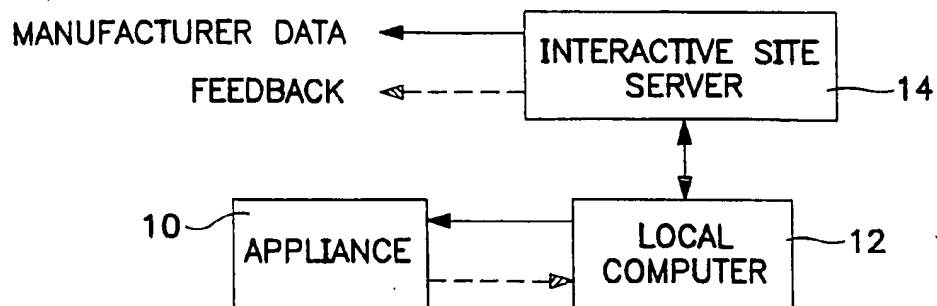 MANUFACTURER DATA
FEEDBACK
INTERACTIVE SITE
SERVER
14
10
APPLIANCE
LOCAL
COMPUTER
12